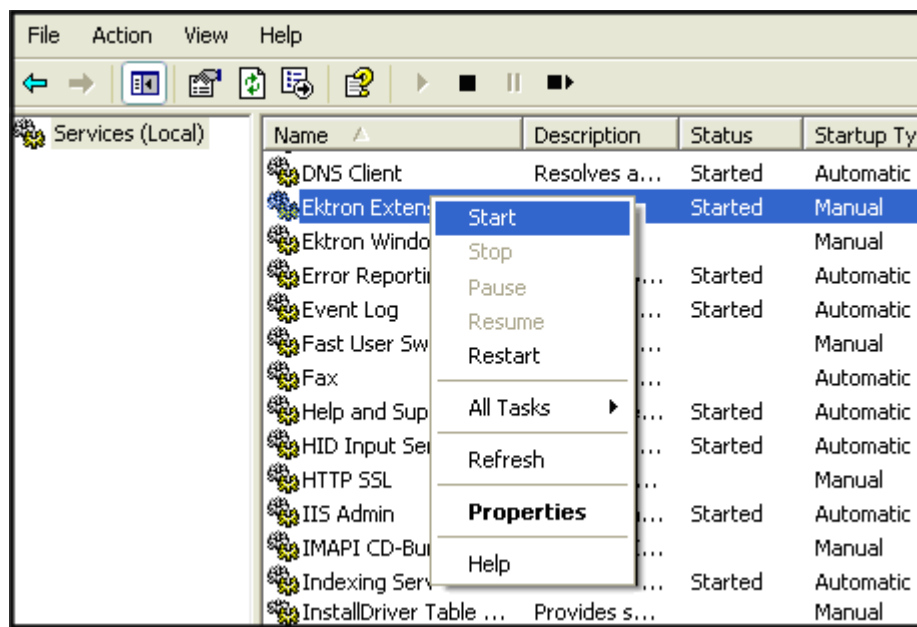 File Action View Help
Services (Local)
Name Description Status Startup Ty
DNS Client Resolves a... Started Automatic
Ektron Extens Started Manual
Start
Ektron Windo Manual
Stop
Error Reportin ... Started Automatic
Pause
Event Log ... Started Automatic
Resume
Fast User Sw ... Manual
Restart
Fax ... Automatic
All Tasks
Help and Sup ... Started Automatic
HID Input Ser ... Started Automatic
Refresh
HTTP SSL ... Manual
Properties
IIS Admin ... Started Automatic
IMAPI CD-Bur ... Manual
Help
Indexing Serv ... Started Automatic
InstallDriver Table ... Provides s... Manual